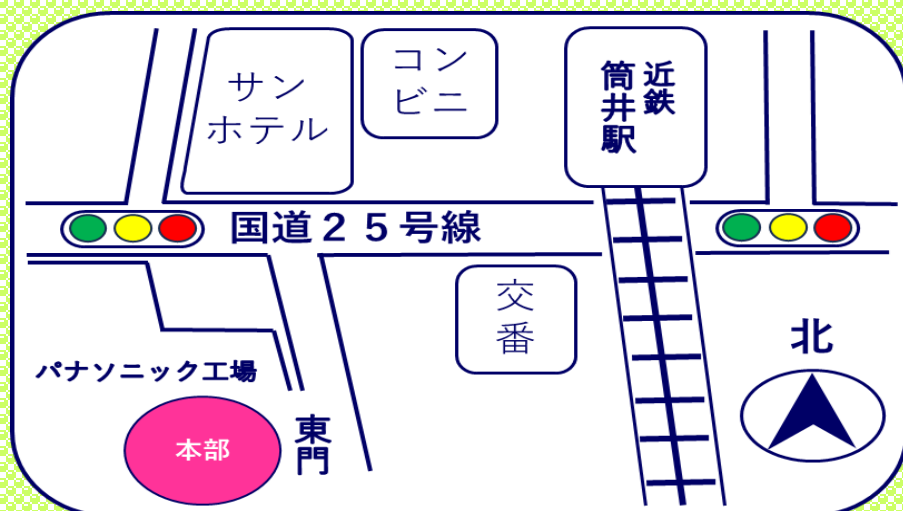 サン
ホテル
コン
ビニ
近鉄
筒井駅
国道２５号線
交
番
北
パナソニック工場
本部
東門